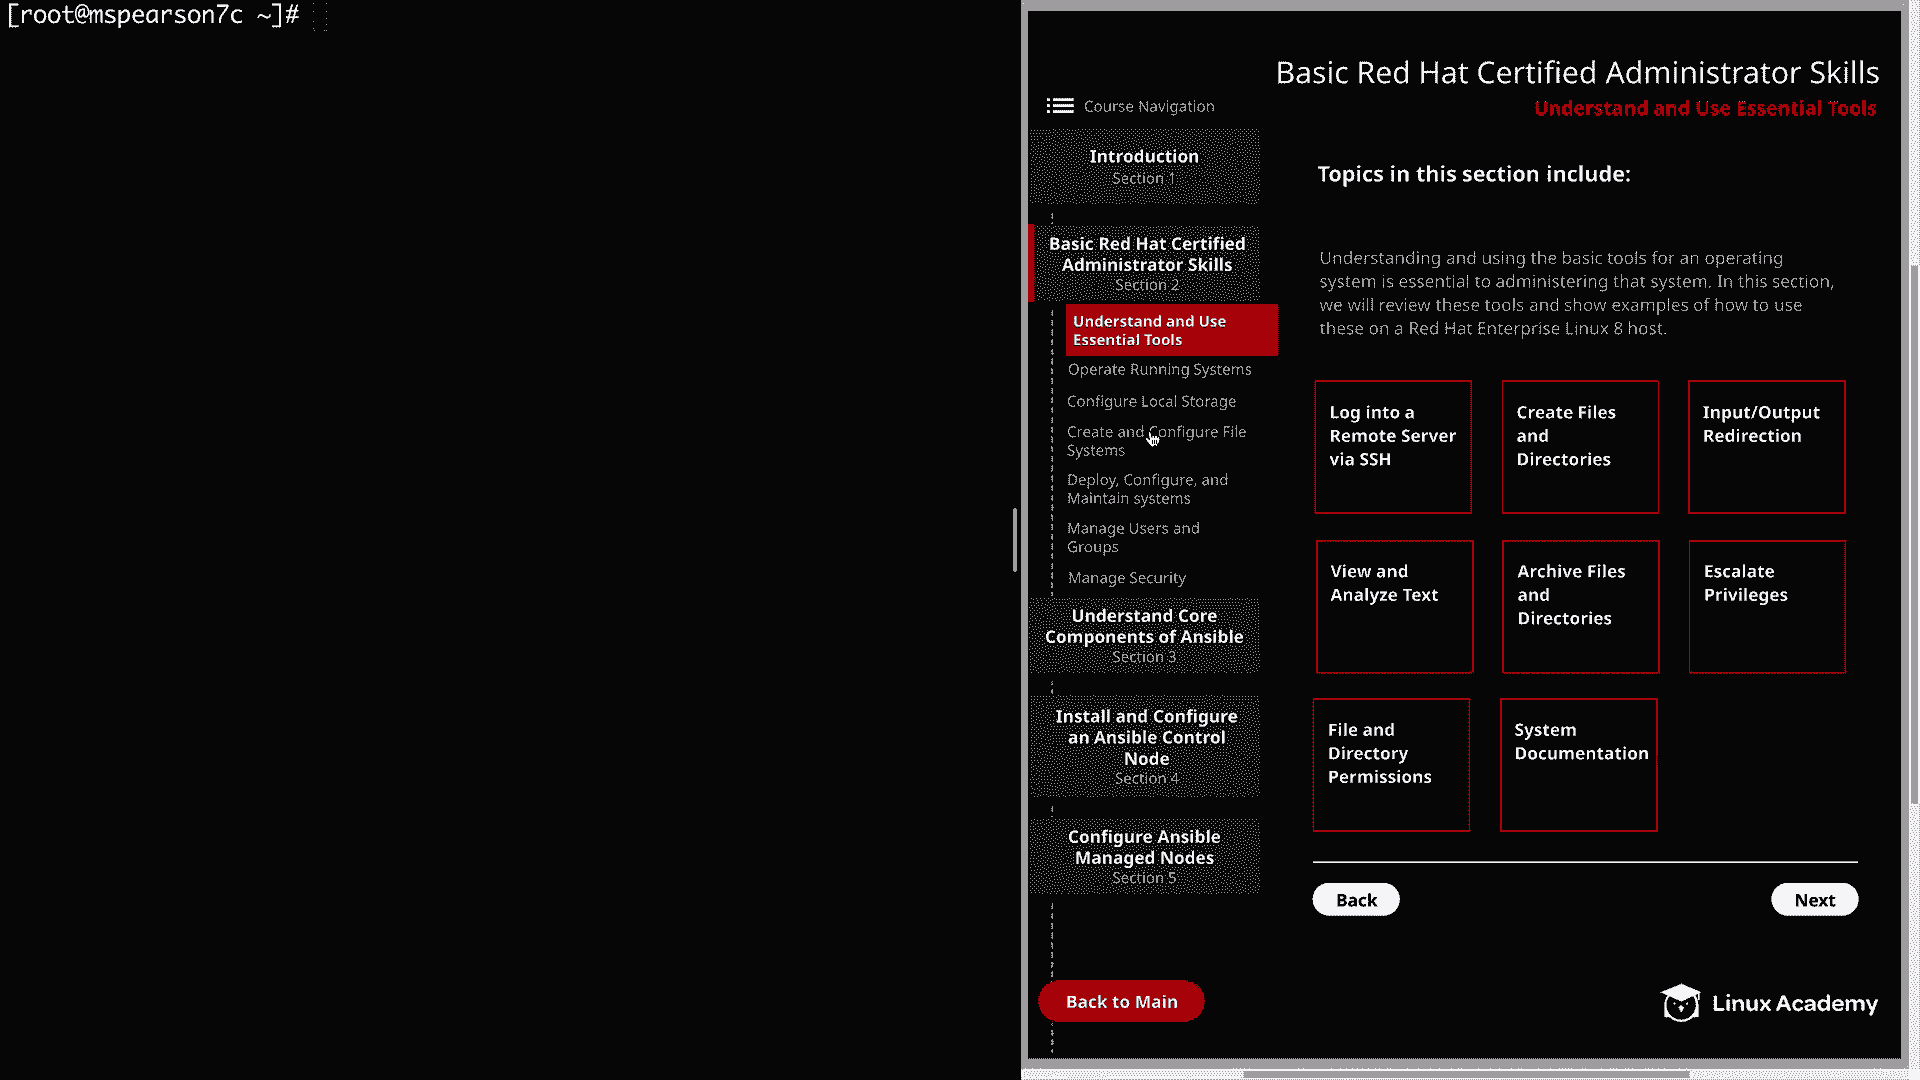 [root@mspearson7c ~]#
Basic Red Hat Certified Administrator Skills
Understand and Use Essential Tools
Course Navigation
Introduction
Section 1
Basic Red Hat Certified
Administrator Skills
Section 2
Understand and Use
Essential Tools
Operate Running Systems
Configure Local Storage
Create and Configure File
Systems
Deploy, Configure, and
Maintain systems
Manage Users and
Groups
Manage Security
Understand Core
Components of Ansible
Section 3
Install and Configure
an Ansible Control
Node
Section 4
Configure Ansible
Managed Nodes
Section 5
Back to Main
Topics in this section include:
Understanding and using the basic tools for an operating
system is essential to administering that system. In this section,
we will review these tools and show examples of how to use
these on a Red Hat Enterprise Linux 8 host.
Log into a
Remote Server
via SSH
Create Files
and
Directories
Input/Output
Redirection
View and
Analyze Text
Archive Files
and
Directories
Escalate
Privileges
File and
Directory
Permissions
System
Documentation
Back
Next
Linux Academy